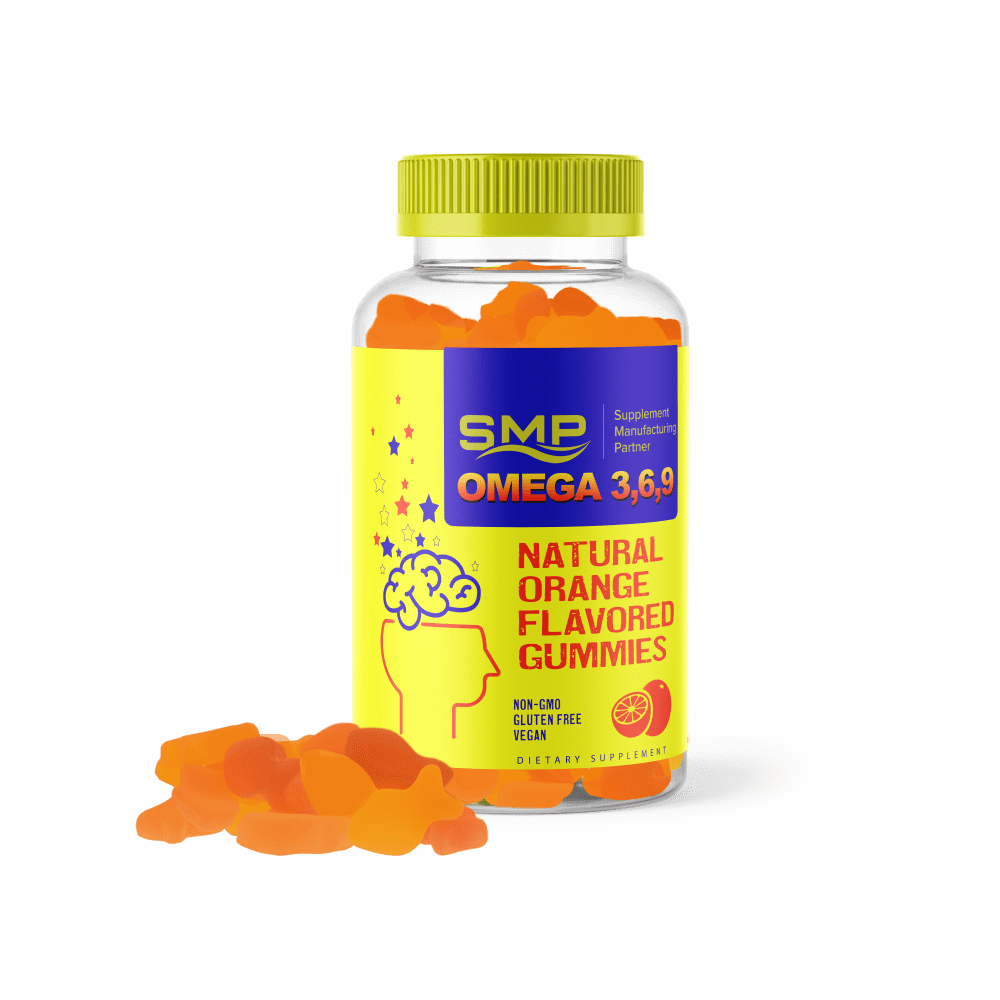 SMP
Supplement
Manufacturing
Partner
OMEGA 3,6,9
NATURAL
ORANGE
FLAVORED
GUMMIES
NON-GMO
GLUTEN FREE
VEGAN
DIETARY SUPPLEMENT